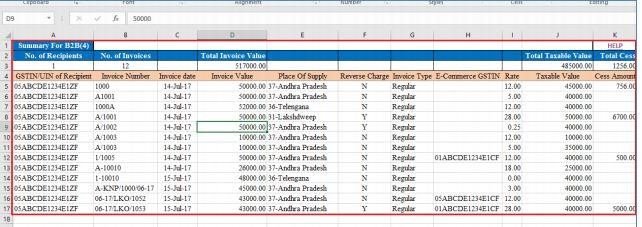 Clipboard Font Alignment Number Styles Cells Editing
D9 fx 50000
A B C D E F G H I J K
1 Summary For B2B(4) HELP
2 No. of Recipients No. of Invoices Total Invoice Value Total Taxable Value Total Cess
3 1 12 517000.00 485000.00 1256.00
4 GSTIN/UIN of Recipient Invoice Number Invoice date Invoice Value Place Of Supply Reverse Charge Invoice Type E-Commerce GSTIN Rate Taxable Value Cess Amount
5 05ABCDE1234E1ZF 1000 14-Jul-17 50000.00 37-Andhra Pradesh N Regular 12.00 45000.00 756.00
6 05ABCDE1234E1ZF A1001 14-Jul-17 50000.00 37-Andhra Pradesh N Regular 5.00 40000.00
7 05ABCDE1234E1ZF 1000A 14-Jul-17 52000.00 36-Telengana N Regular 12.00 40000.00
8 05ABCDE1234E1ZF A/1001 14-Jul-17 50000.00 31-Lakshdweep Y Regular 28.00 50000.00 6700.00
9 05ABCDE1234E1ZF A/1002 14-Jul-17 50000.00 37-Andhra Pradesh Y Regular 0.25 40000.00
10 05ABCDE1234E1ZF A/1003 14-Jul-17 10000.00 37-Andhra Pradesh N Regular 12.00 10000.00
11 05ABCDE1234E1ZF A/1003 14-Jul-17 10000.00 37-Andhra Pradesh N Regular 5.00 35000.00
12 05ABCDE1234E1ZF 1/1005 14-Jul-17 50000.00 37-Andhra Pradesh N Regular 01ABCDE1234E1CF 12.00 40000.00 500.00
13 05ABCDE1234E1ZF A-10010 14-Jul-17 26000.00 37-Andhra Pradesh N Regular 18.00 25000.00
14 05ABCDE1234E1ZF 1-10010 15-Jul-17 48000.00 36-Telengana N Regular 0.00 40000.00
15 05ABCDE1234E1ZF A-KNP/1000/06-17 15-Jul-17 45000.00 37-Andhra Pradesh N Regular 3.00 40000.00
16 05ABCDE1234E1ZF 06-17/LKO/1052 15-Jul-17 43000.00 37-Andhra Pradesh N Regular 05ABCDE1234E1CF 12.00 40000.00
17 05ABCDE1234E1ZF 06-17/LKO/1053 15-Jul-17 43000.00 37-Andhra Pradesh Y Regular 01ABCDE1234E1CF 28.00 40000.00 5000.00
18